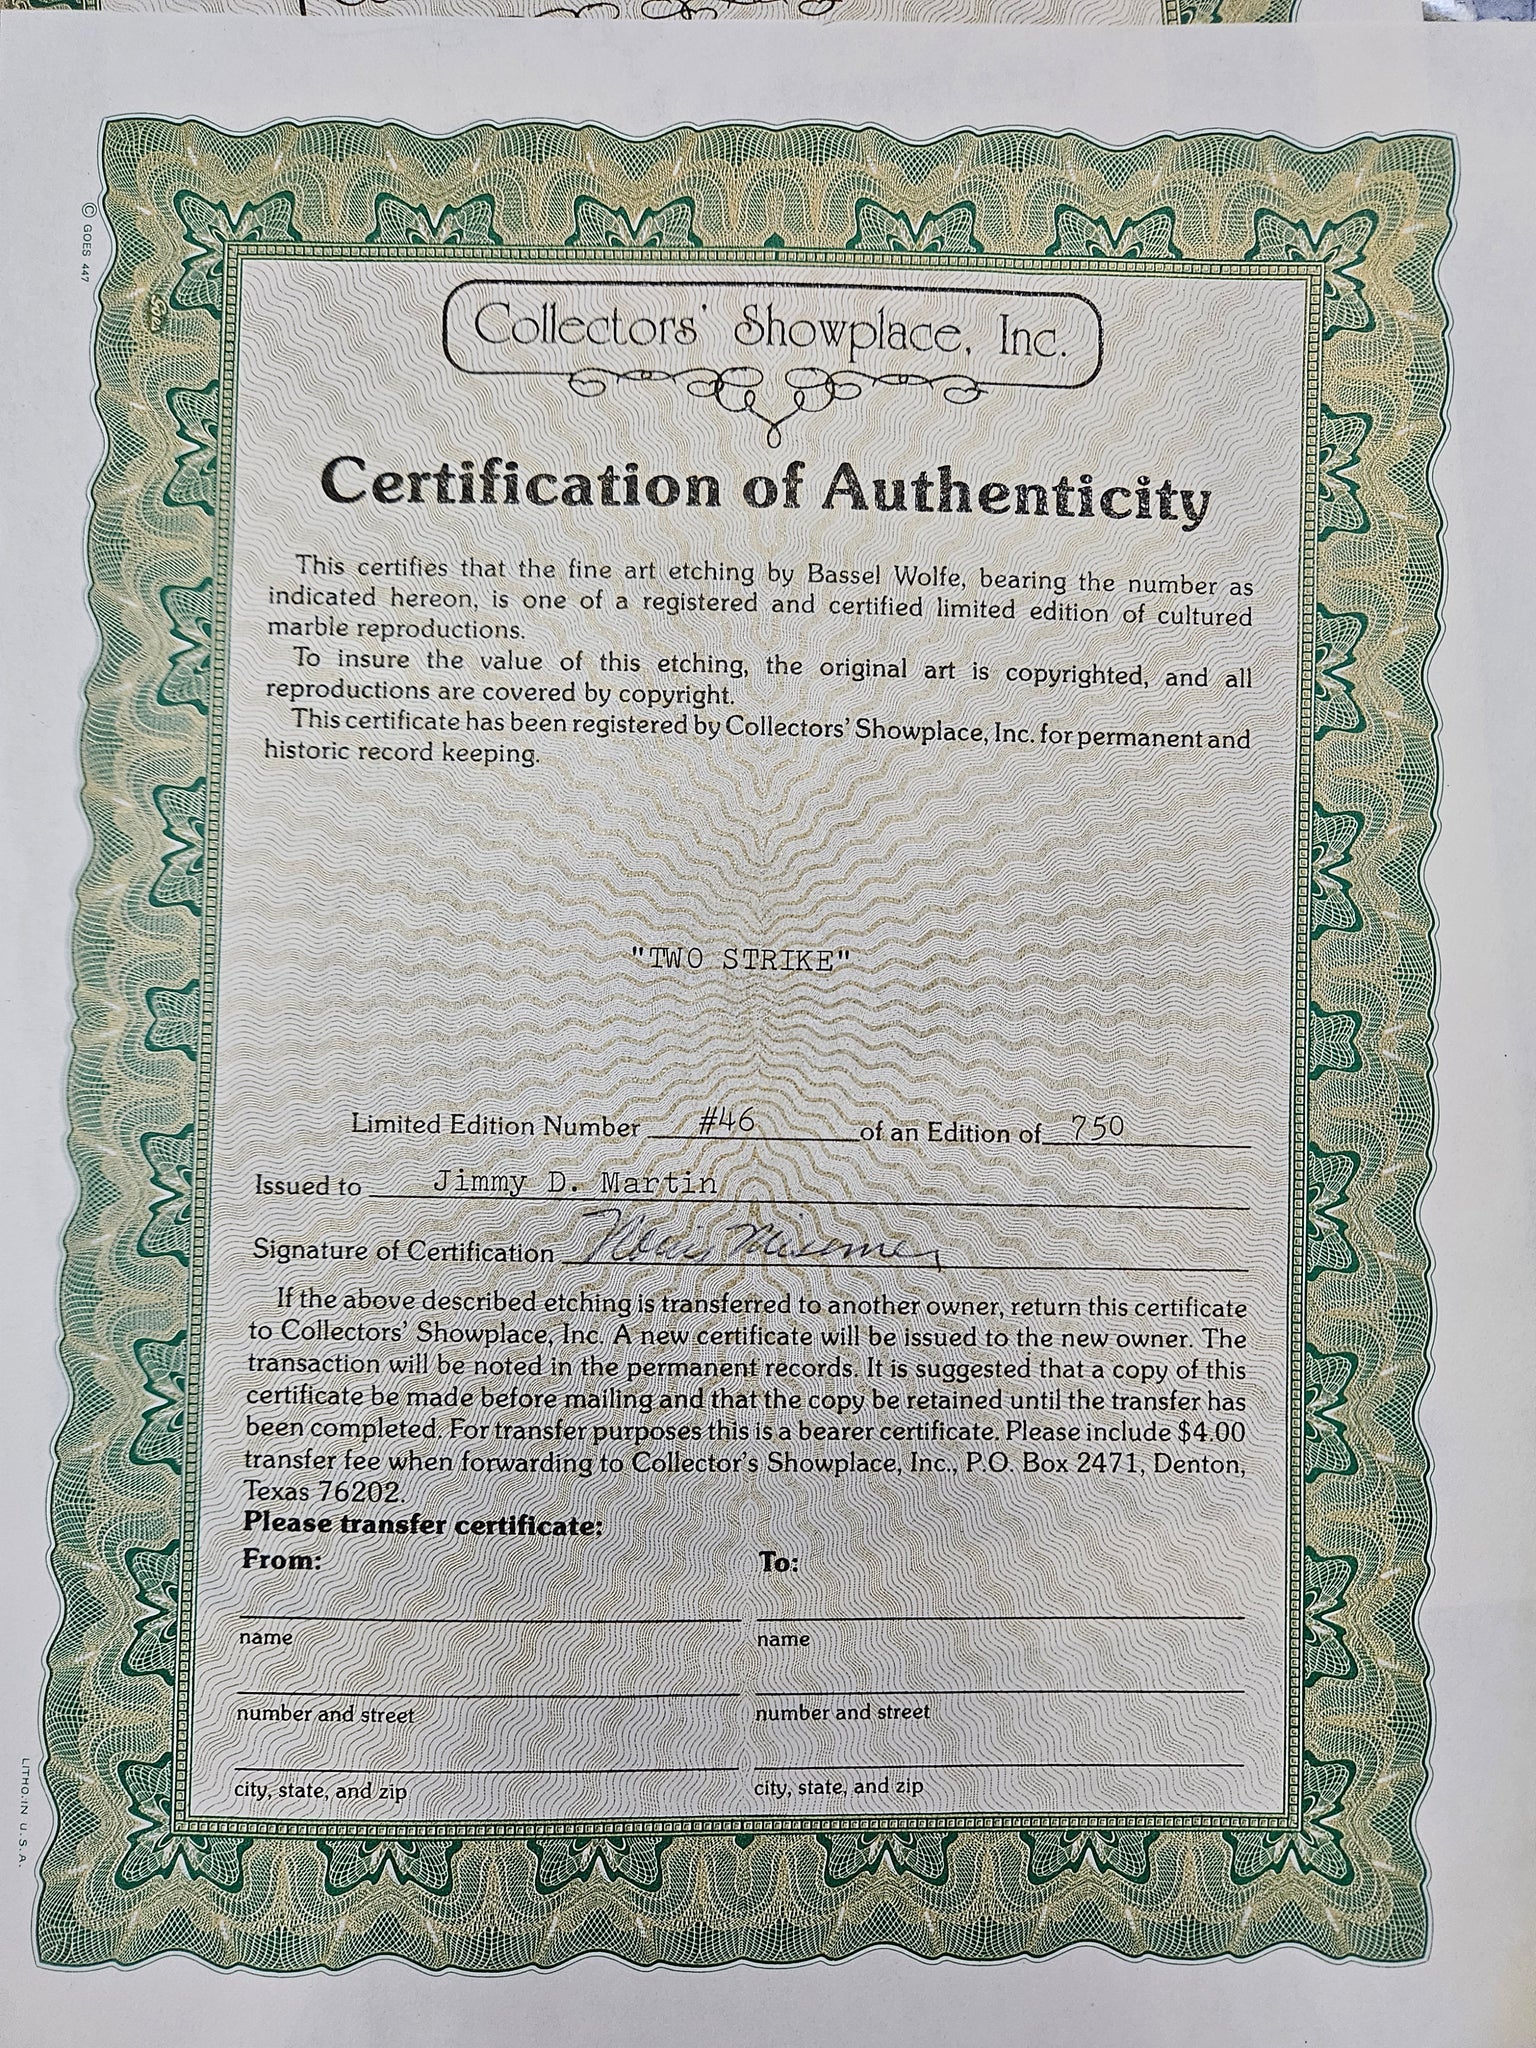 Collectors' Showplace, Inc.
Certification of Authenticity
This certifies that the fine art etching by Bassel Wolfe, bearing the number as
indicated hereon, is one of a registered and certified limited edition of cultured
marble reproductions.
To insure the value of this etching, the original art is copyrighted, and all
reproductions are covered by copyright.
This certificate has been registered by Collectors' Showplace, Inc. for permanent and
historic record keeping.
"TWO STRIKE"
Limited Edition Number #46 of an Edition of 750
Issued to Jimmy D. Martin
Signature of Certification
If the above described etching is transferred to another owner, return this certificate
to Collectors' Showplace, Inc. A new certificate will be issued to the new owner. The
transaction will be noted in the permanent records. It is suggested that a copy of this
certificate be made before mailing and that the copy be retained until the transfer has
been completed. For transfer purposes this is a bearer certificate. Please include $4.00
transfer fee when forwarding to Collector's Showplace, Inc., P.O. Box 2471, Denton,
Texas 76202.
Please transfer certificate:
From: To:
name name
number and street number and street
city, state, and zip city, state, and zip
© GOES 447
LITHO. IN U.S.A.